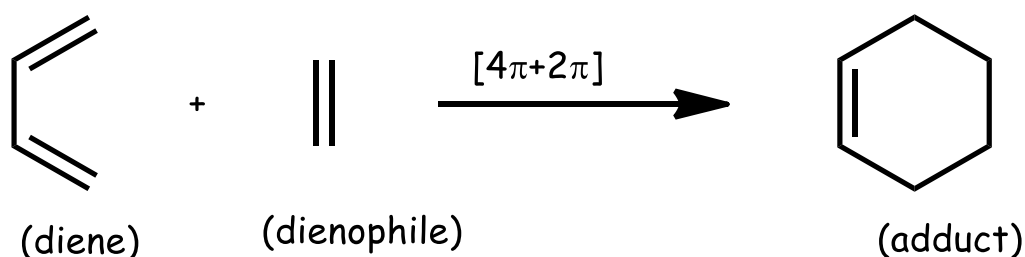 [4π+2π]
+
(diene)
(dienophile)
(adduct)